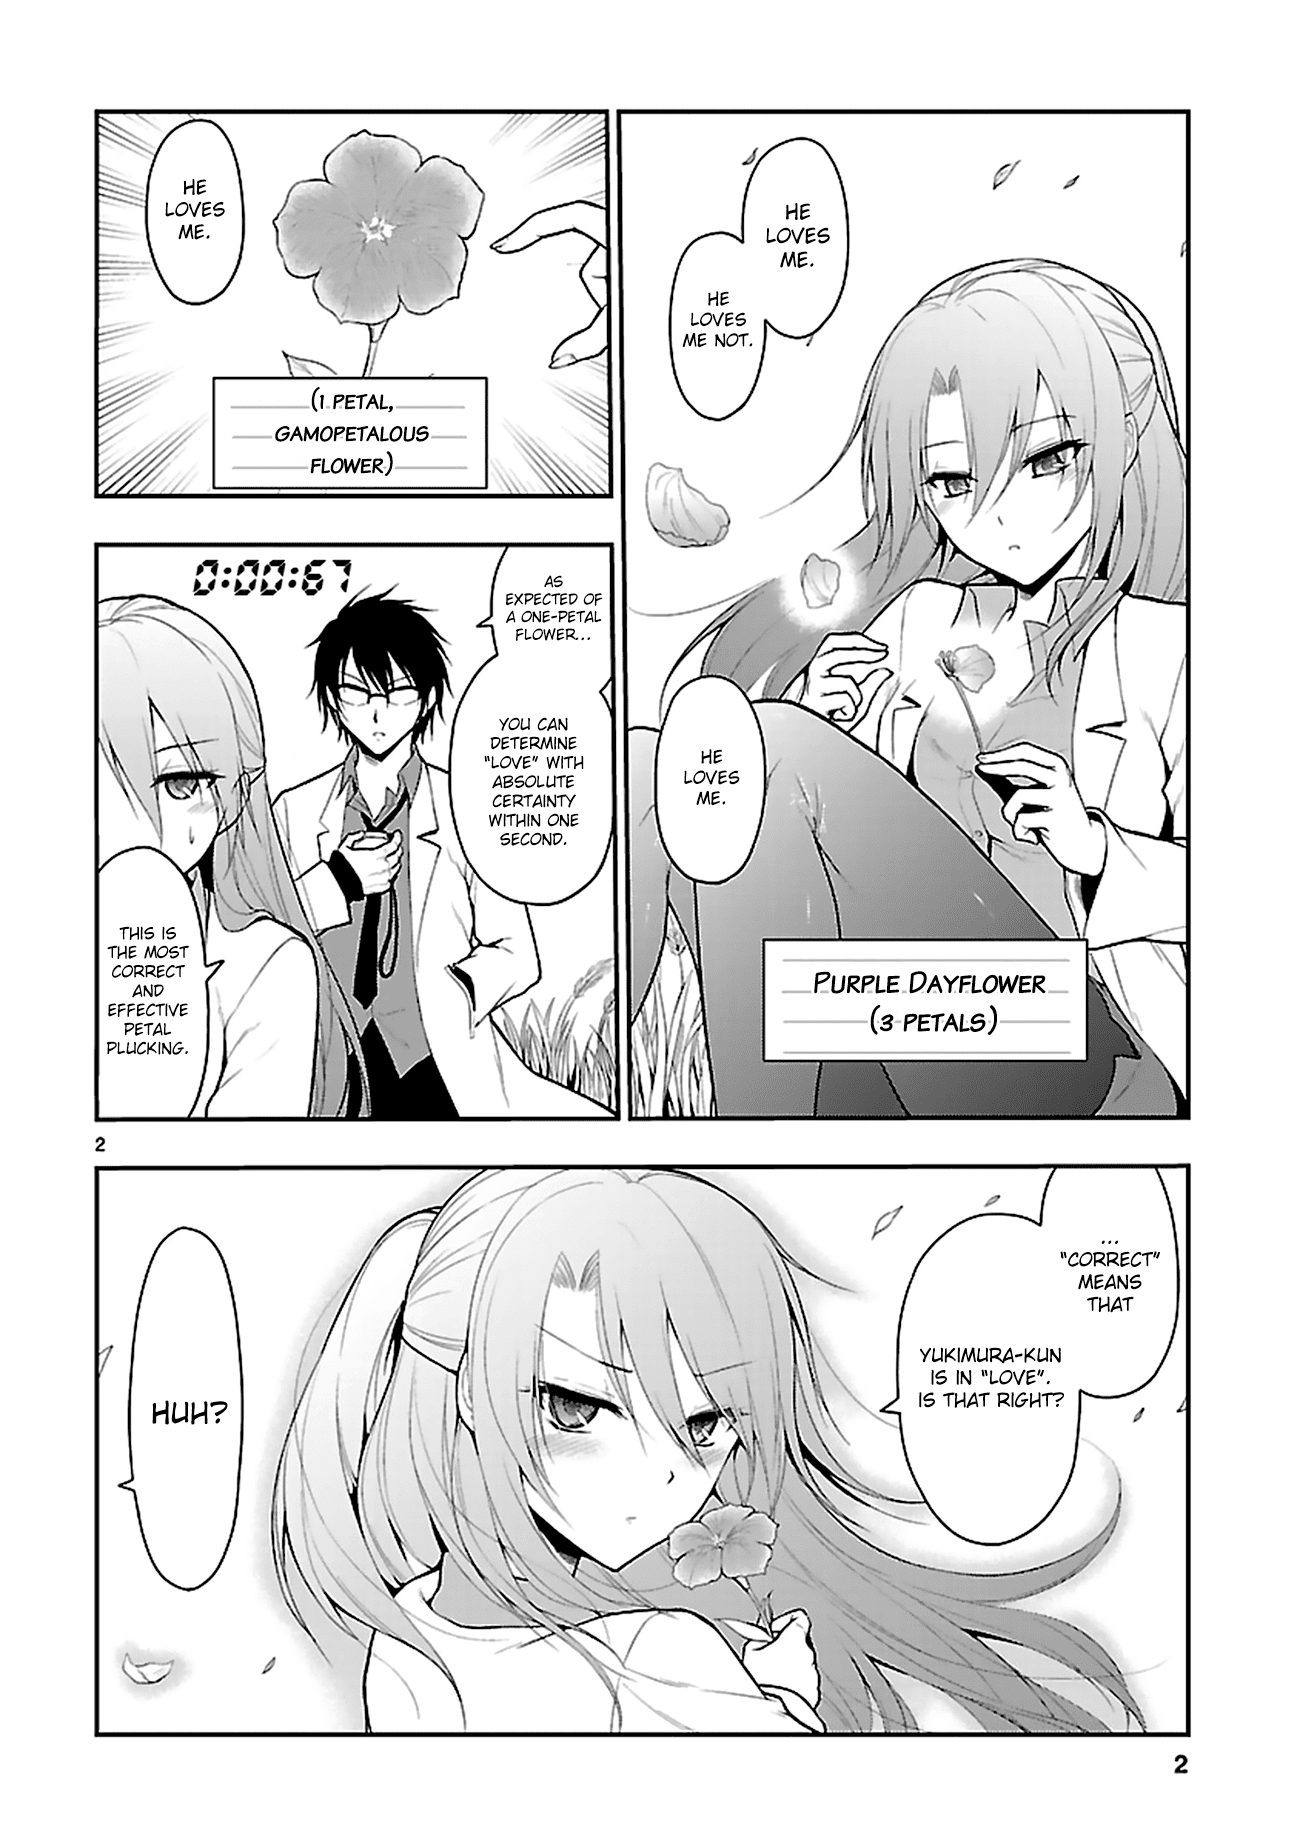 HE
LOVES
ME.
HE
LOVES
ME NOT.
HE
LOVES
ME.
PURPLE DAYFLOWER
(3 PETALS)
HE
LOVES
ME.
(1 PETAL,
GAMOPETALOUS
FLOWER)
0:00:67
AS
EXPECTED OF
A ONE-PETAL
FLOWER...
YOU CAN
DETERMINE
"LOVE" WITH
ABSOLUTE
CERTAINTY
WITHIN ONE
SECOND.
THIS IS
THE MOST
CORRECT
AND
EFFECTIVE
PETAL
PLUCKING.
2
...
"CORRECT"
MEANS
THAT
YUKIMURA-KUN
IS IN "LOVE".
IS THAT RIGHT?
HUH?
2